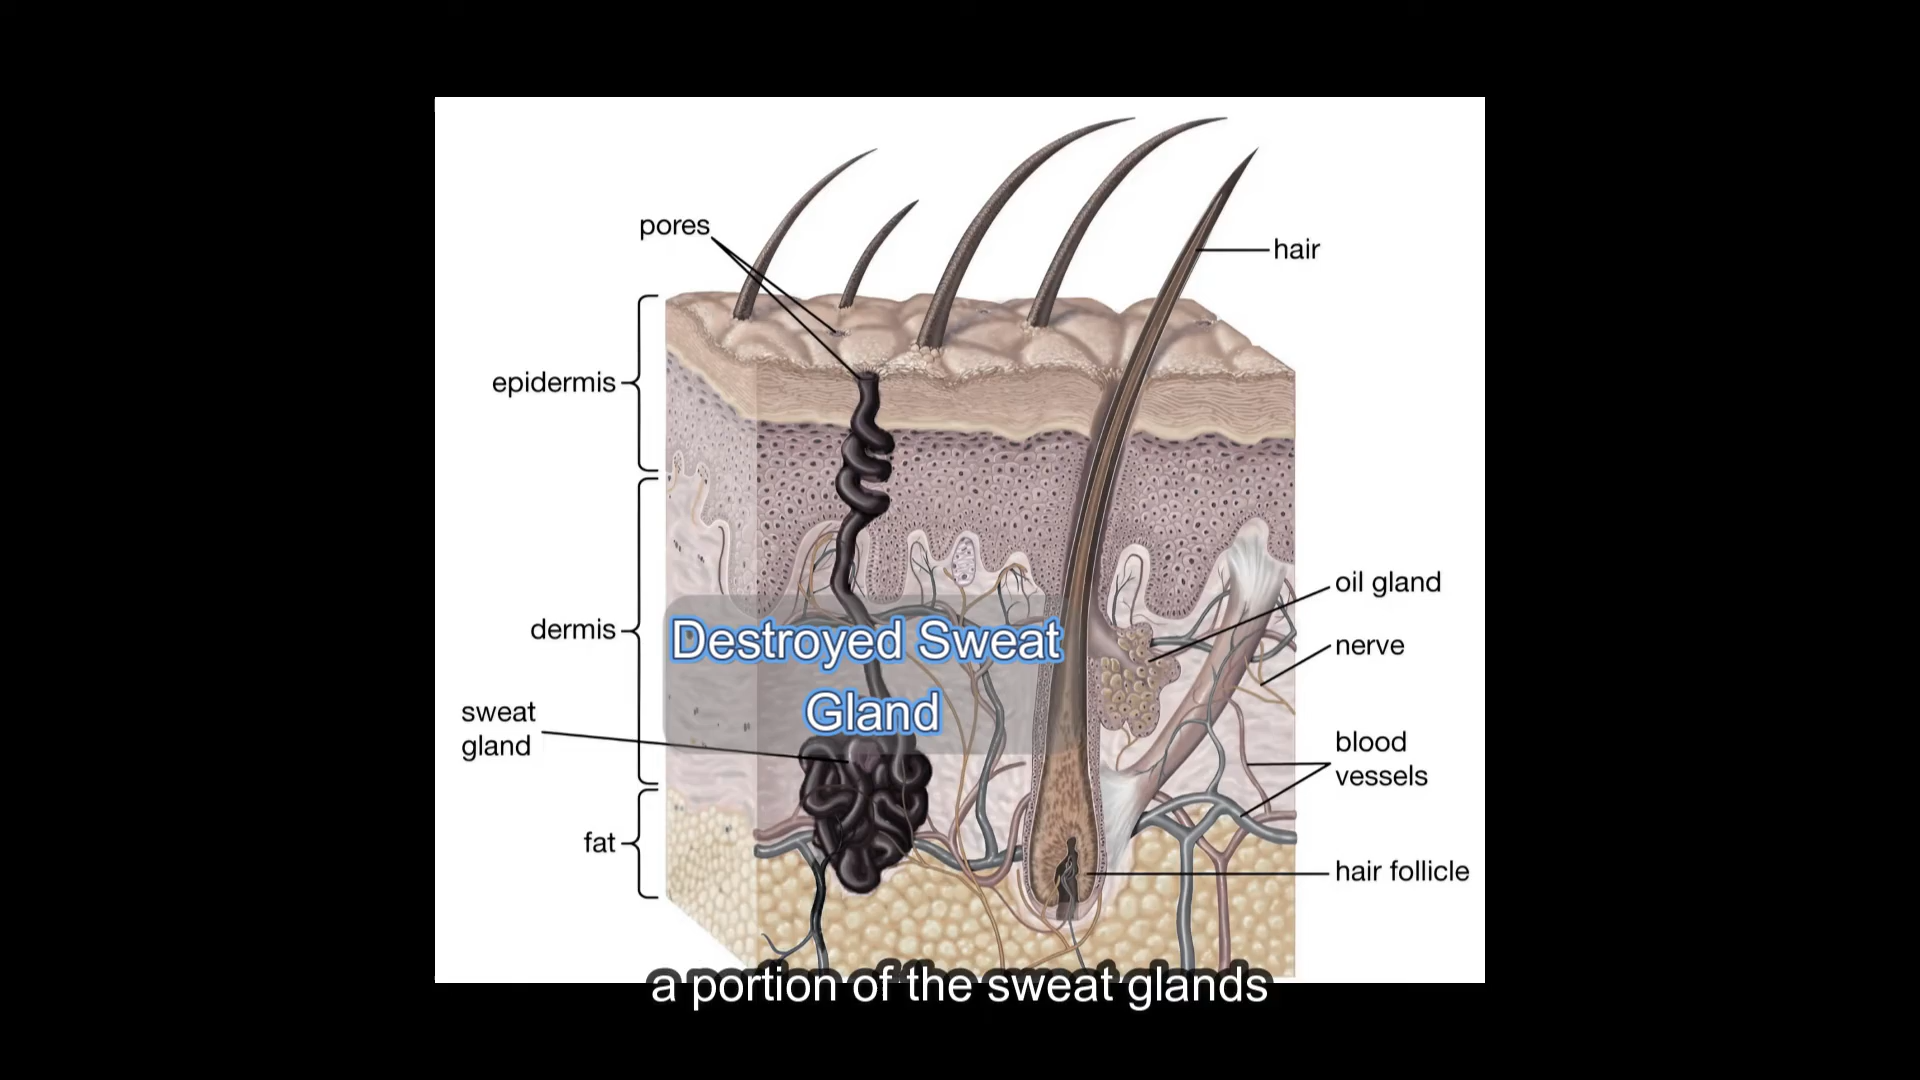 pores
hair
epidermis
oil gland
dermis
Destroyed Sweat
Gland
nerve
sweat
gland
blood
vessels
fat
hair follicle
a portion of the sweat glands